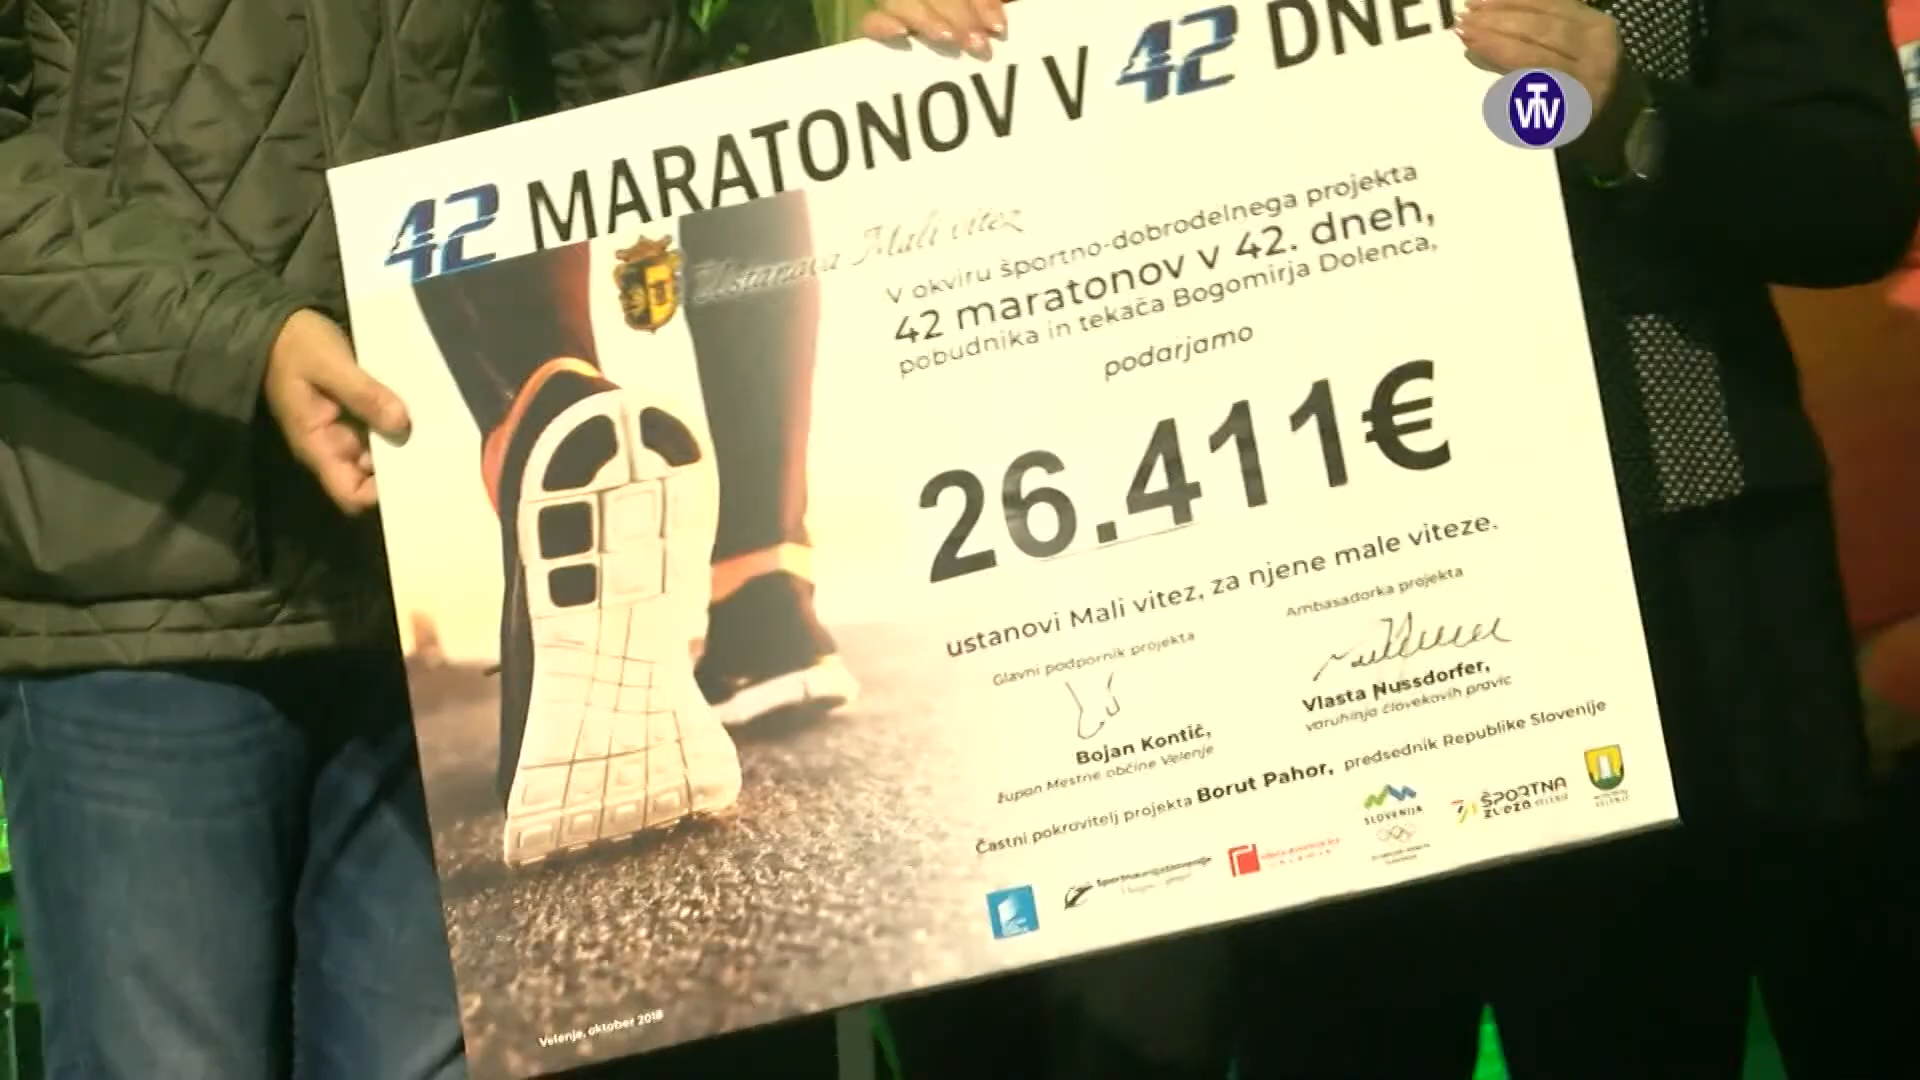 42 MARATONOV V 42 DNEH
VTV
Ustanova Mali vitez
V okviru športno-dobrodelnega projekta
42 maratonov v 42. dneh,
pobudnika in tekača Bogomirja Dolenca,
podarjamo
26.411€
ustanovi Mali vitez, za njene male viteze.
Glavni podpornik projekta
Bojan Kontič,
župan Mestne občine Velenje
Ambasadorka projekta
Vlasta Nussdorfer,
varuhinja človekovih pravic
Častni pokrovitelj projekta Borut Pahor, predsednik Republike Slovenije
SLOVENIJA
ŠPORTNA
ZVEZA VELENJE
Velenje, oktober 2018